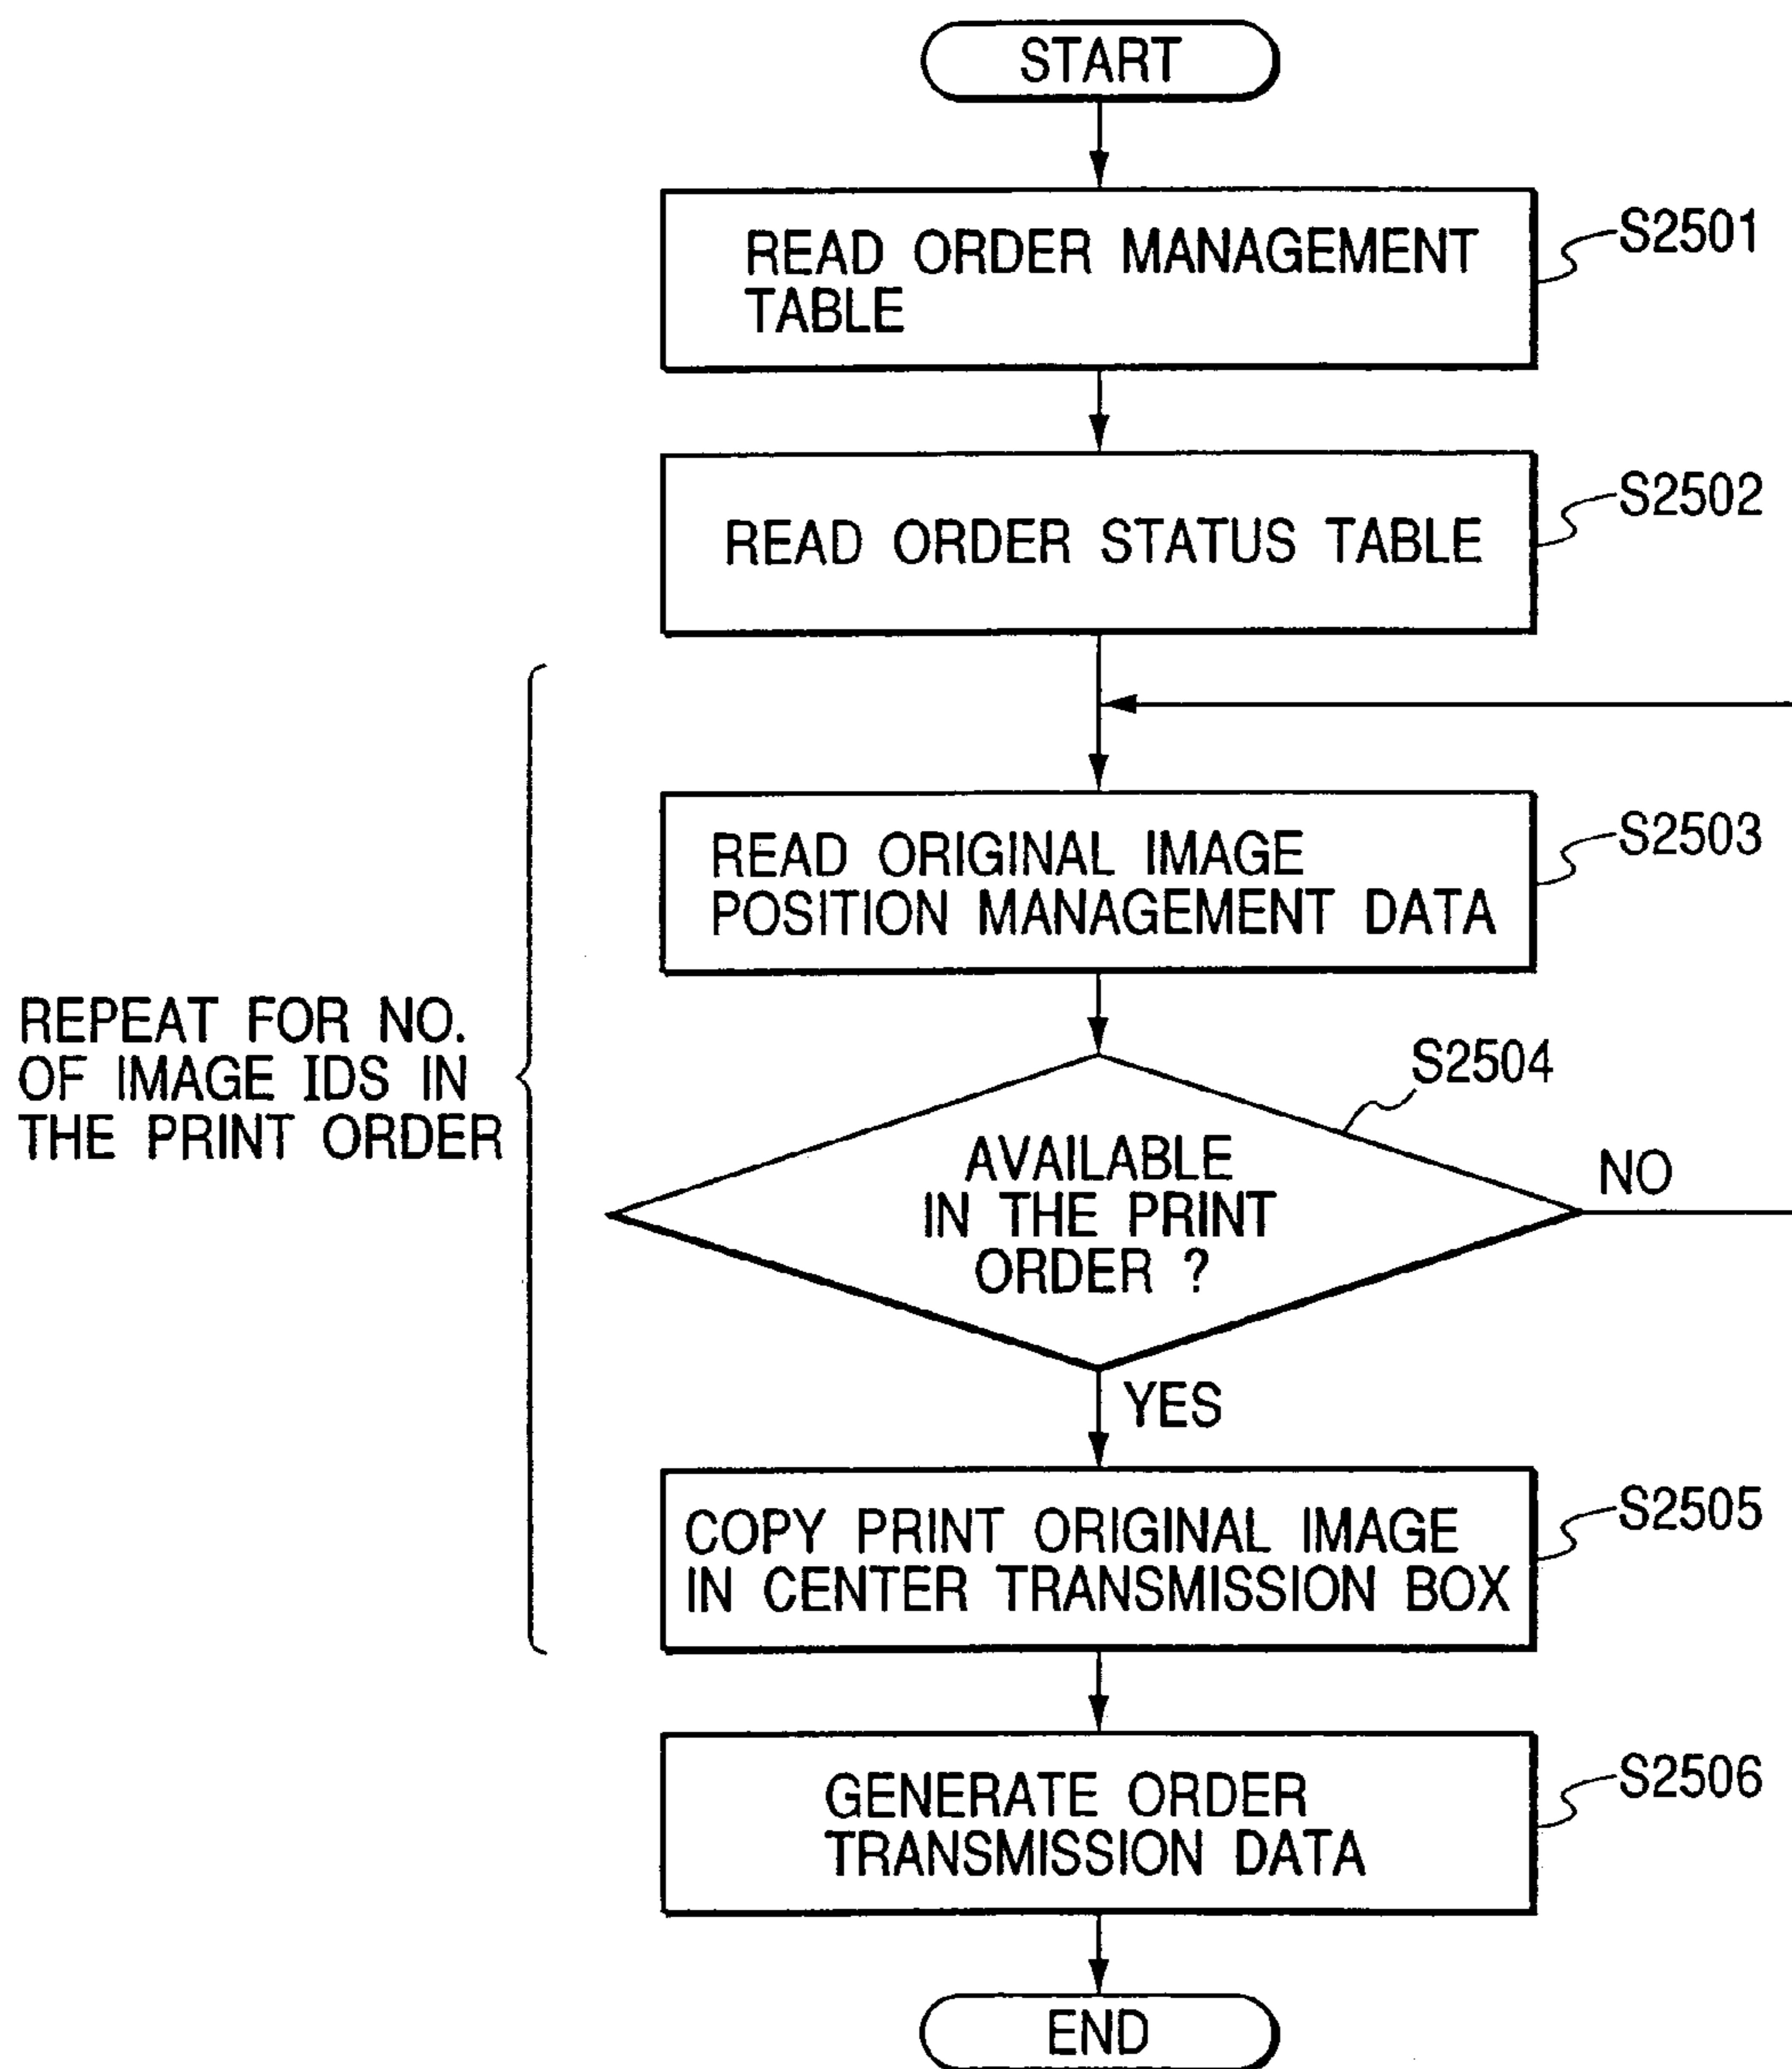 START
READ ORDER MANAGEMENT
TABLE
S2501
READ ORDER STATUS TABLE
S2502
READ ORIGINAL IMAGE
POSITION MANAGEMENT DATA
S2503
REPEAT FOR NO.
OF IMAGE IDS IN
THE PRINT ORDER
S2504
AVAILABLE
IN THE PRINT
ORDER ?
NO
YES
COPY PRINT ORIGINAL IMAGE
IN CENTER TRANSMISSION BOX
S2505
GENERATE ORDER
TRANSMISSION DATA
S2506
END